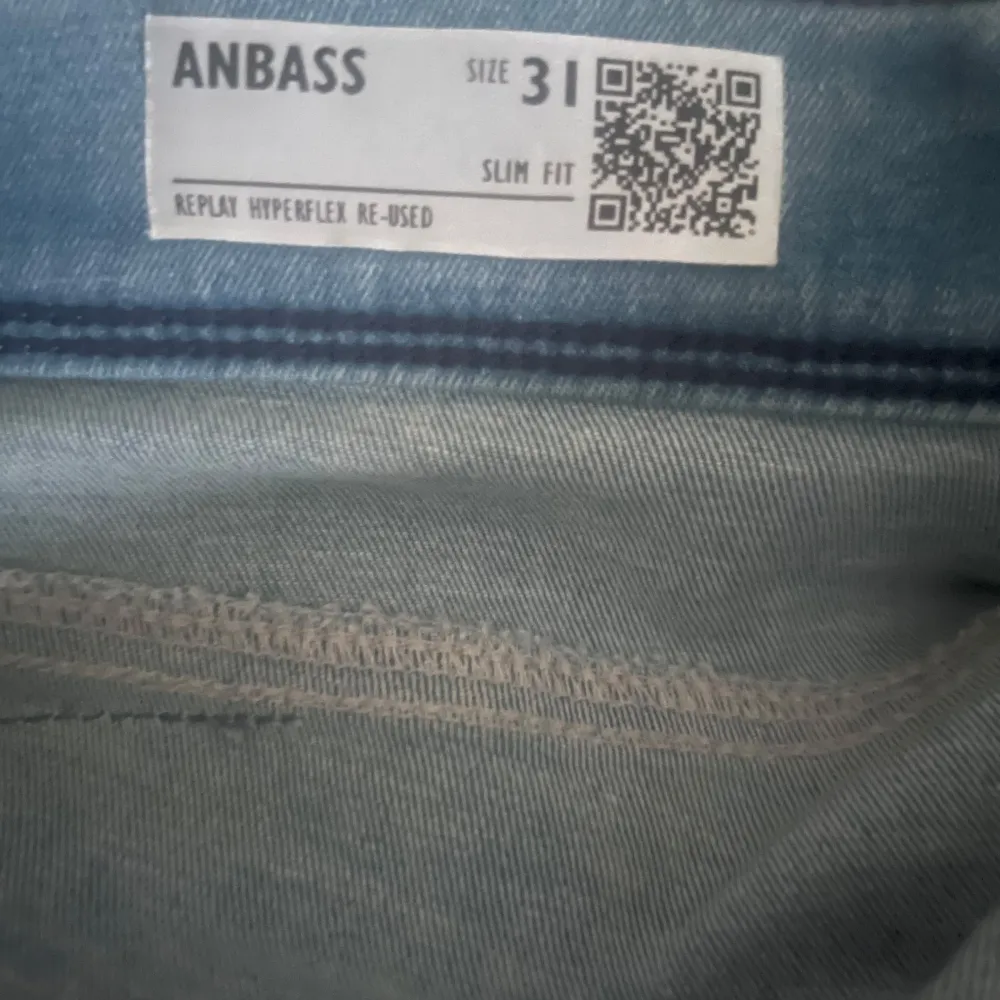 ANBASS
SIZE 31
SLIM FIT
REPLAY HYPERFLEX RE-USED